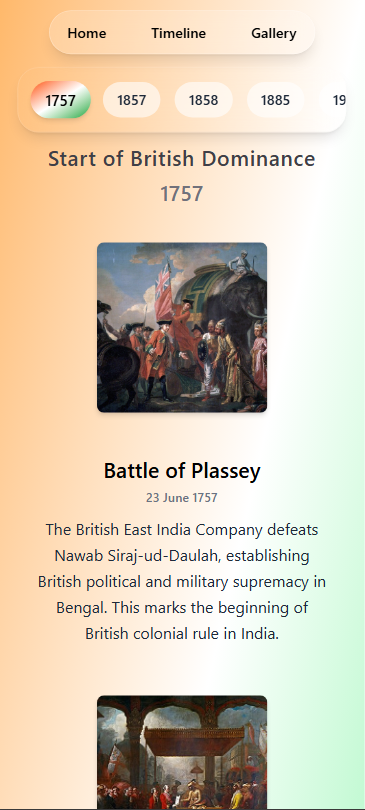 Home Timeline Gallery
1757 1857 1858 1885 19
Start of British Dominance
1757
Battle of Plassey
23 June 1757
The British East India Company defeats
Nawab Siraj-ud-Daulah, establishing
British political and military supremacy in
Bengal. This marks the beginning of
British colonial rule in India.